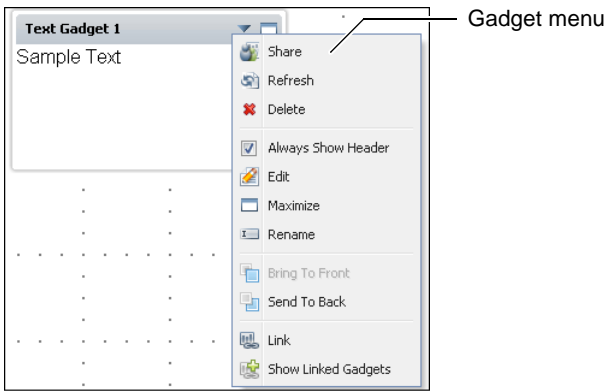 Text Gadget 1
Gadget menu
Sample Text
Share
Refresh
Delete
Always Show Header
Edit
Maximize
Rename
Bring To Front
Send To Back
Link
Show Linked Gadgets